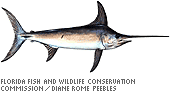 FLORIDA FISH AND WILDLIFE CONSERVATION
COMMISSION / DIANE ROME PEEBLES